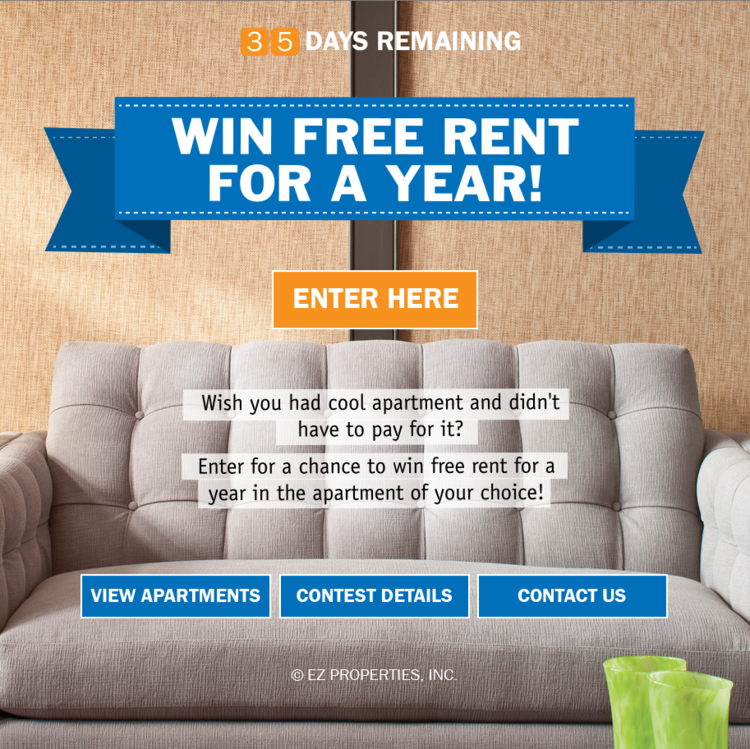 35 DAYS REMAINING
WIN FREE RENT
FOR A YEAR!
ENTER HERE
Wish you had cool apartment and didn't
have to pay for it?
Enter for a chance to win free rent for a
year in the apartment of your choice!
VIEW APARTMENTS CONTEST DETAILS CONTACT US
© EZ PROPERTIES, INC.